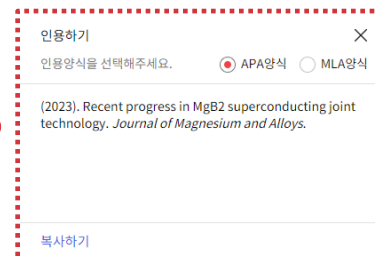 인용하기
인용양식을 선택해주세요. APA양식 MLA양식
(2023). Recent progress in MgB2 superconducting joint
technology. Journal of Magnesium and Alloys.
복사하기